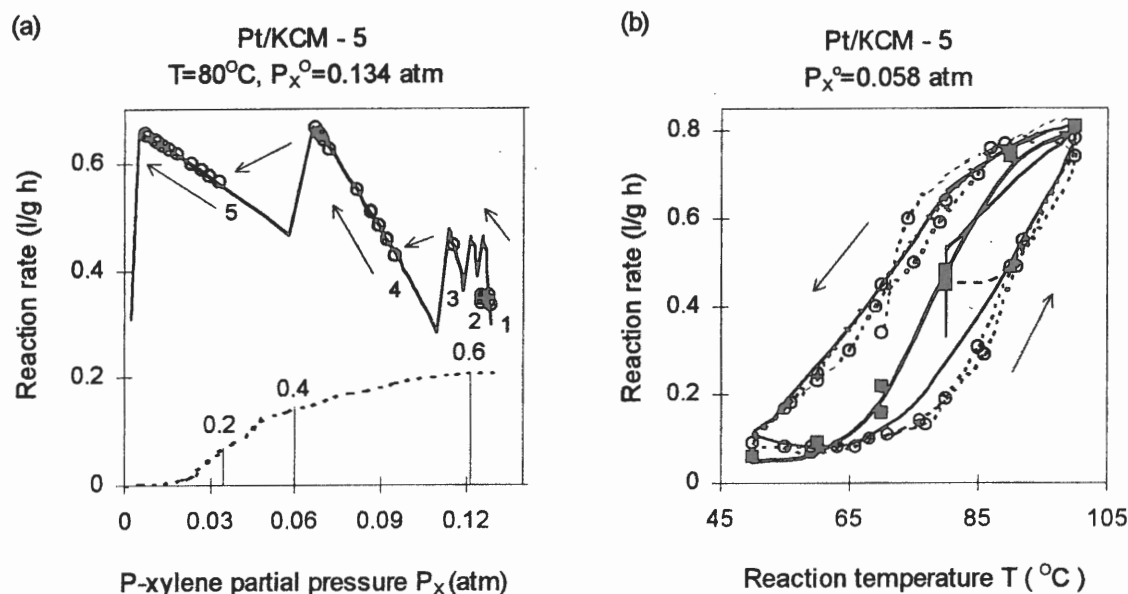 (a)
Pt/KCM - 5
T=80°C, Pₓ°=0.134 atm
Reaction rate (l/g h)
0.6
0.4
0.2
0
5
4
3
2
1
0.2
0.4
0.6
0
0.03
0.06
0.09
0.12
P-xylene partial pressure Pₓ (atm)
(b)
Pt/KCM - 5
Pₓ°=0.058 atm
Reaction rate (l/g h)
0.8
0.6
0.4
0.2
0
45
65
85
105
Reaction temperature T ( °C)